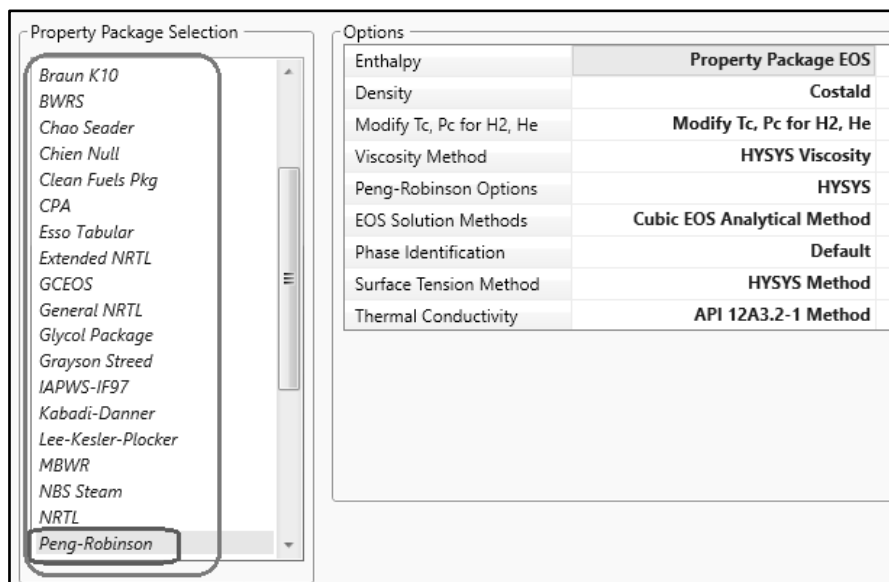 Property Package Selection
Braun K10
BWRS
Chao Seader
Chien Null
Clean Fuels Pkg
CPA
Esso Tabular
Extended NRTL
GCEOS
General NRTL
Glycol Package
Grayson Streed
IAPWS-IF97
Kabadi-Danner
Lee-Kesler-Plocker
MBWR
NBS Steam
NRTL
Peng-Robinson
Options
Enthalpy Property Package EOS
Density Costald
Modify Tc, Pc for H2, He Modify Tc, Pc for H2, He
Viscosity Method HYSYS Viscosity
Peng-Robinson Options HYSYS
EOS Solution Methods Cubic EOS Analytical Method
Phase Identification Default
Surface Tension Method HYSYS Method
Thermal Conductivity API 12A3.2-1 Method